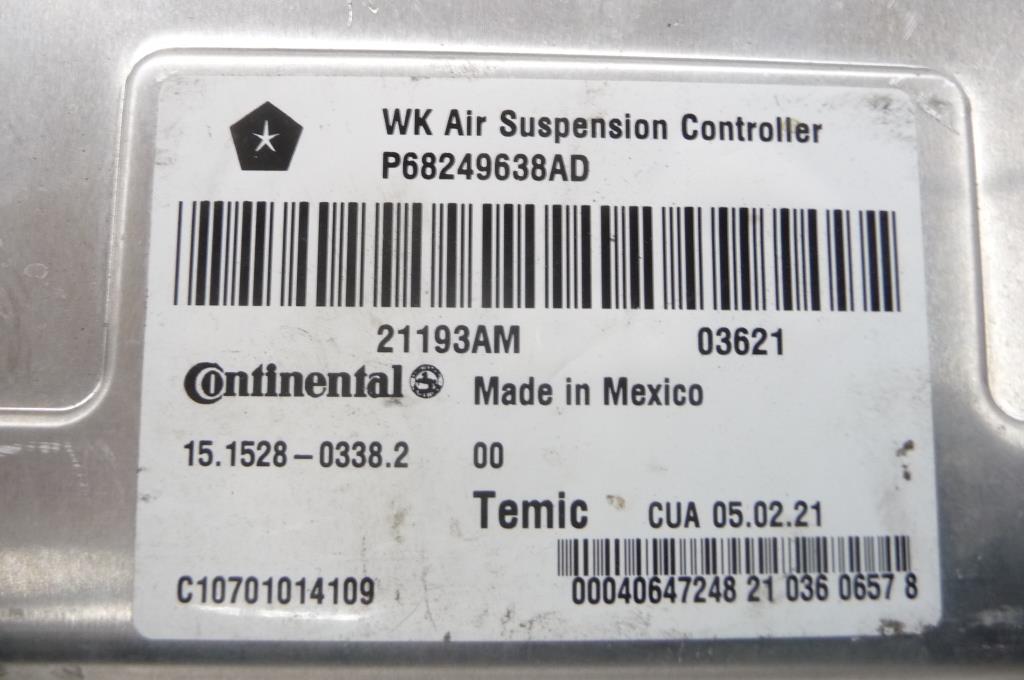 WK Air Suspension Controller
P68249638AD
21193AM 03621
Continental Made in Mexico
15.1528-0338.2 00
Temic CUA 05.02.21
C10701014109 00040647248 21 036 0657 8